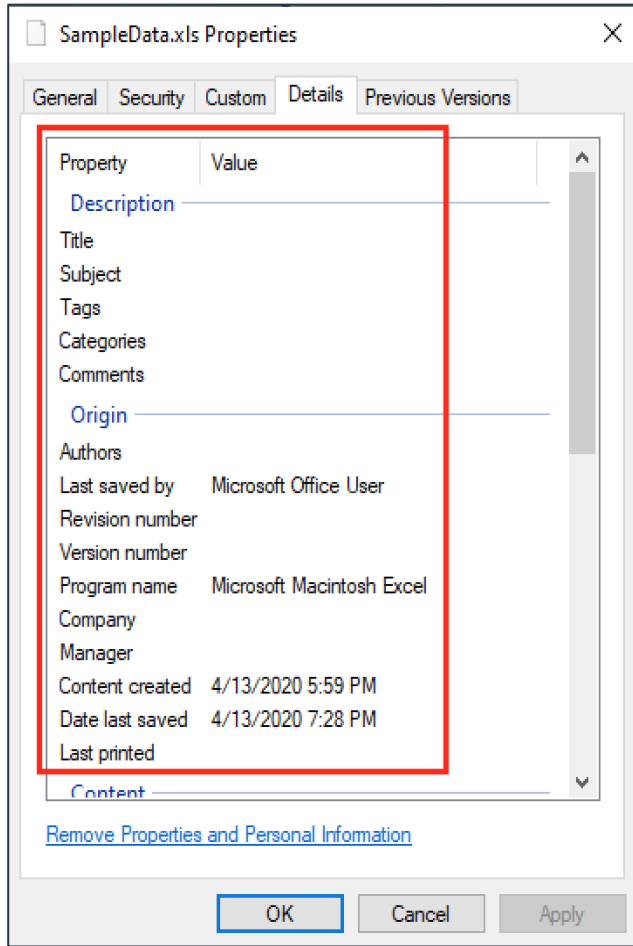 SampleData.xls Properties
General Security Custom Details Previous Versions
Property Value
Description
Title
Subject
Tags
Categories
Comments
Origin
Authors
Last saved by Microsoft Office User
Revision number
Version number
Program name Microsoft Macintosh Excel
Company
Manager
Content created 4/13/2020 5:59 PM
Date last saved 4/13/2020 7:28 PM
Last printed
Content
Remove Properties and Personal Information
OK Cancel Apply